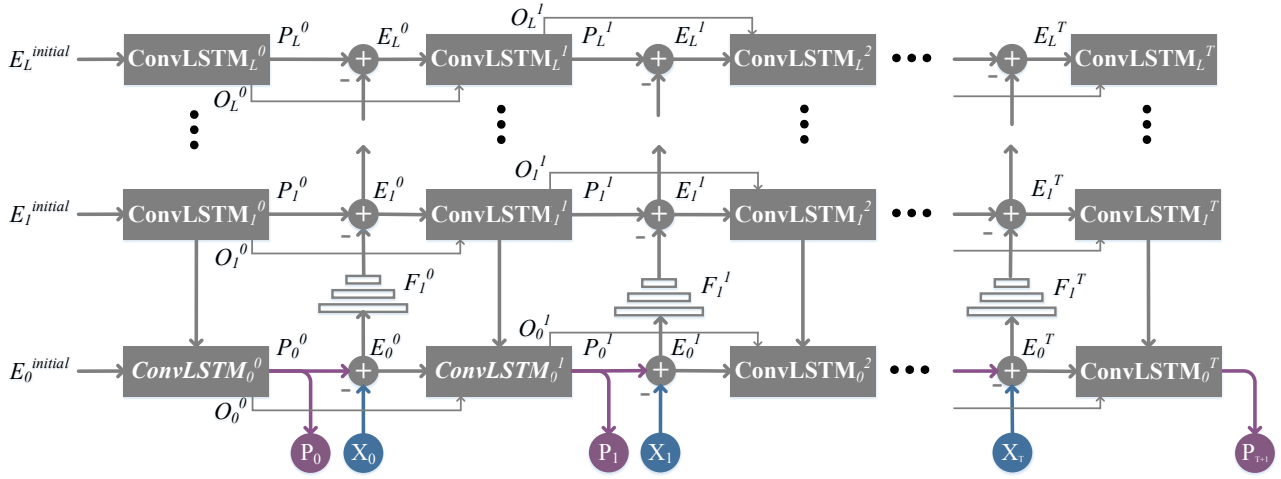 E_L^initial ConvLSTM_L^0 P_L^0 + E_L^0 ConvLSTM_L^1 O_L^1 P_L^1 + E_L^1 ConvLSTM_L^2 ••• + E_L^T ConvLSTM_L^T
- - -
O_L^0
O_1^1
E_1^initial ConvLSTM_1^0 P_1^0 + E_1^0 ConvLSTM_1^1 P_1^1 + E_1^1 ConvLSTM_1^2 ••• + E_1^T ConvLSTM_1^T
- - -
O_1^0
F_1^0 F_1^1 F_1^T
O_0^1
E_0^initial ConvLSTM_0^0 P_0^0 + E_0^0 ConvLSTM_0^1 P_0^1 + E_0^1 ConvLSTM_0^2 ••• + E_0^T ConvLSTM_0^T
- - -
O_0^0
P_0 X_0 P_1 X_1 X_T P_T+1